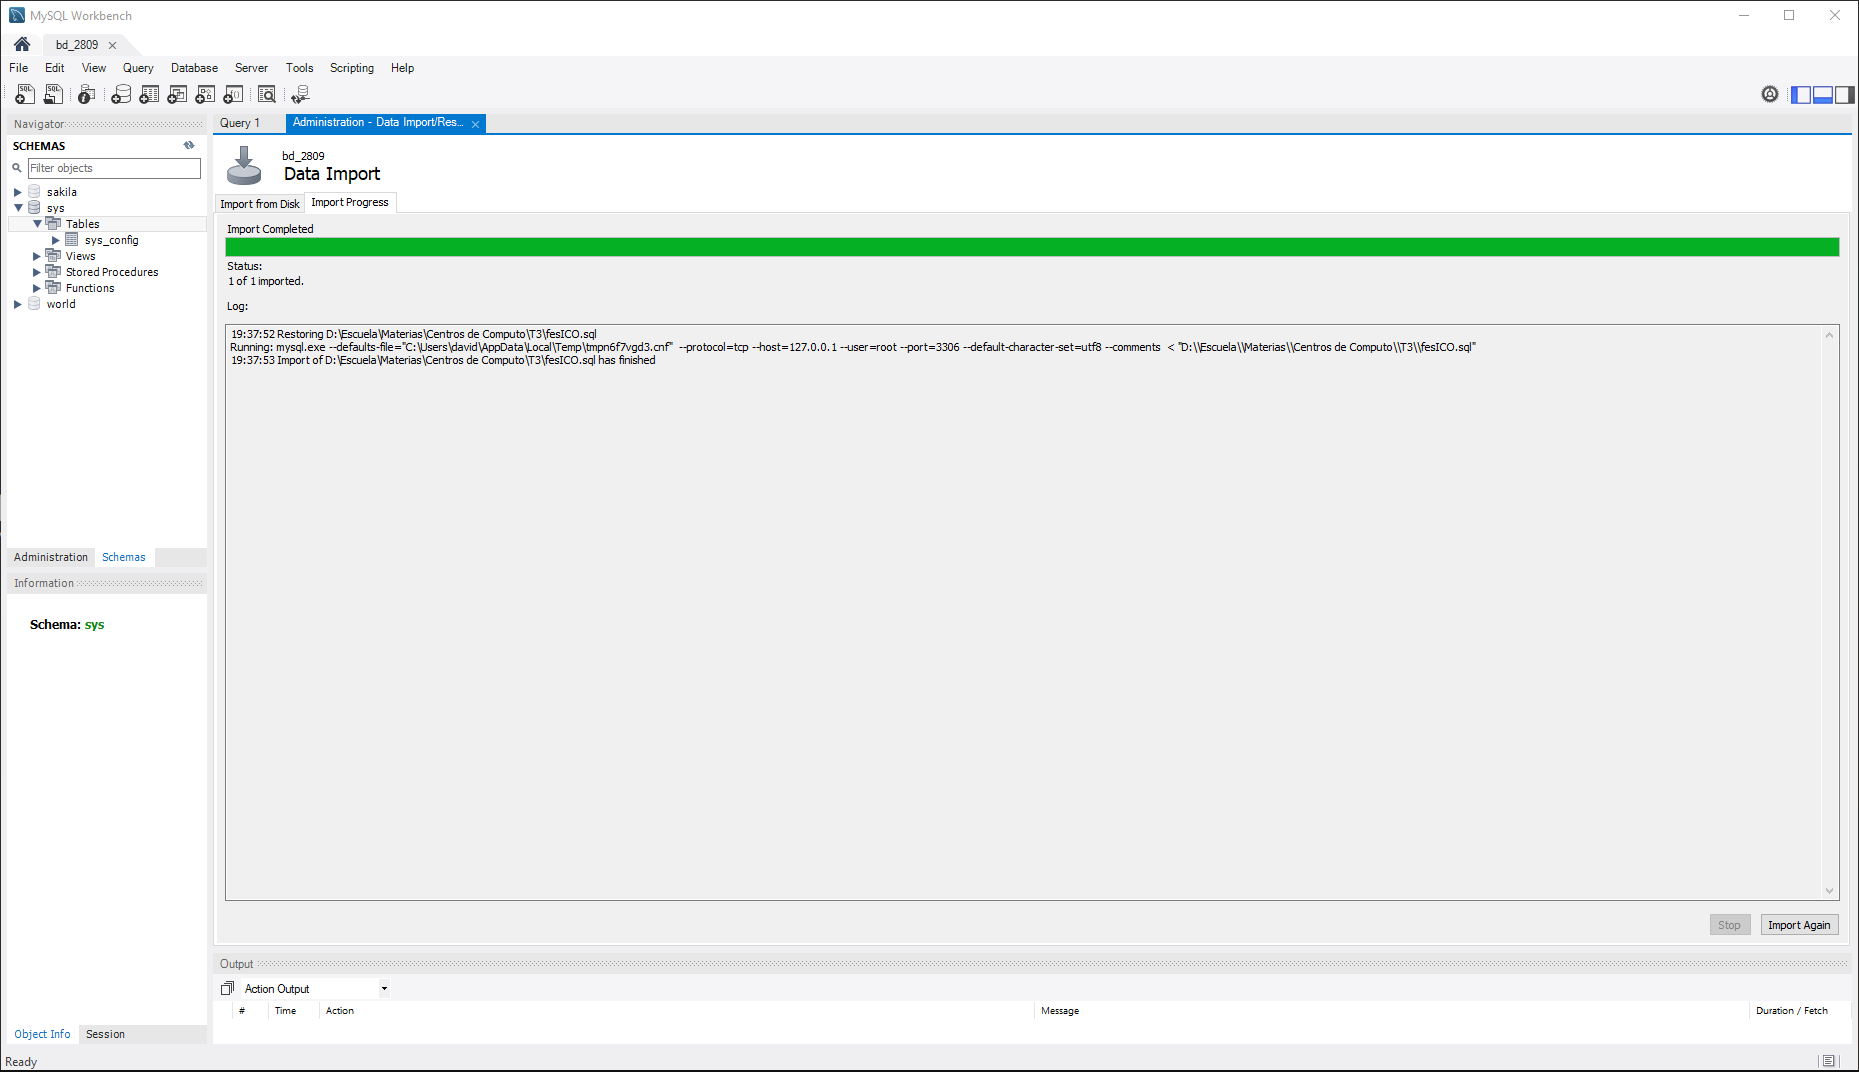 MySQL Workbench
bd_2809
File Edit View Query Database Server Tools Scripting Help
Navigator
SCHEMAS
Filter objects
sakila
sys
Tables
sys_config
Views
Stored Procedures
Functions
world
Administration Schemas
Information
Schema: sys
Object Info Session
Query 1
Administration - Data Import/Res...
bd_2809
Data Import
Import from Disk Import Progress
Import Completed
Status:
1 of 1 imported.
Log:
19:37:52 Restoring D:\Escuela\Materias\Centros de Computo\T3\fesICO.sql
Running: mysql.exe --defaults-file="C:\Users\david\AppData\Local\Temp\tmpn6f7vgd3.cnf" --protocol=tcp --host=127.0.0.1 --user=root --port=3306 --default-character-set=utf8 --comments < "D:\\Escuela\\Materias\\Centros de Computo\\T3\\fesICO.sql"
19:37:53 Import of D:\Escuela\Materias\Centros de Computo\T3\fesICO.sql has finished
Stop Import Again
Output
Action Output
# Time Action Message Duration / Fetch
Ready